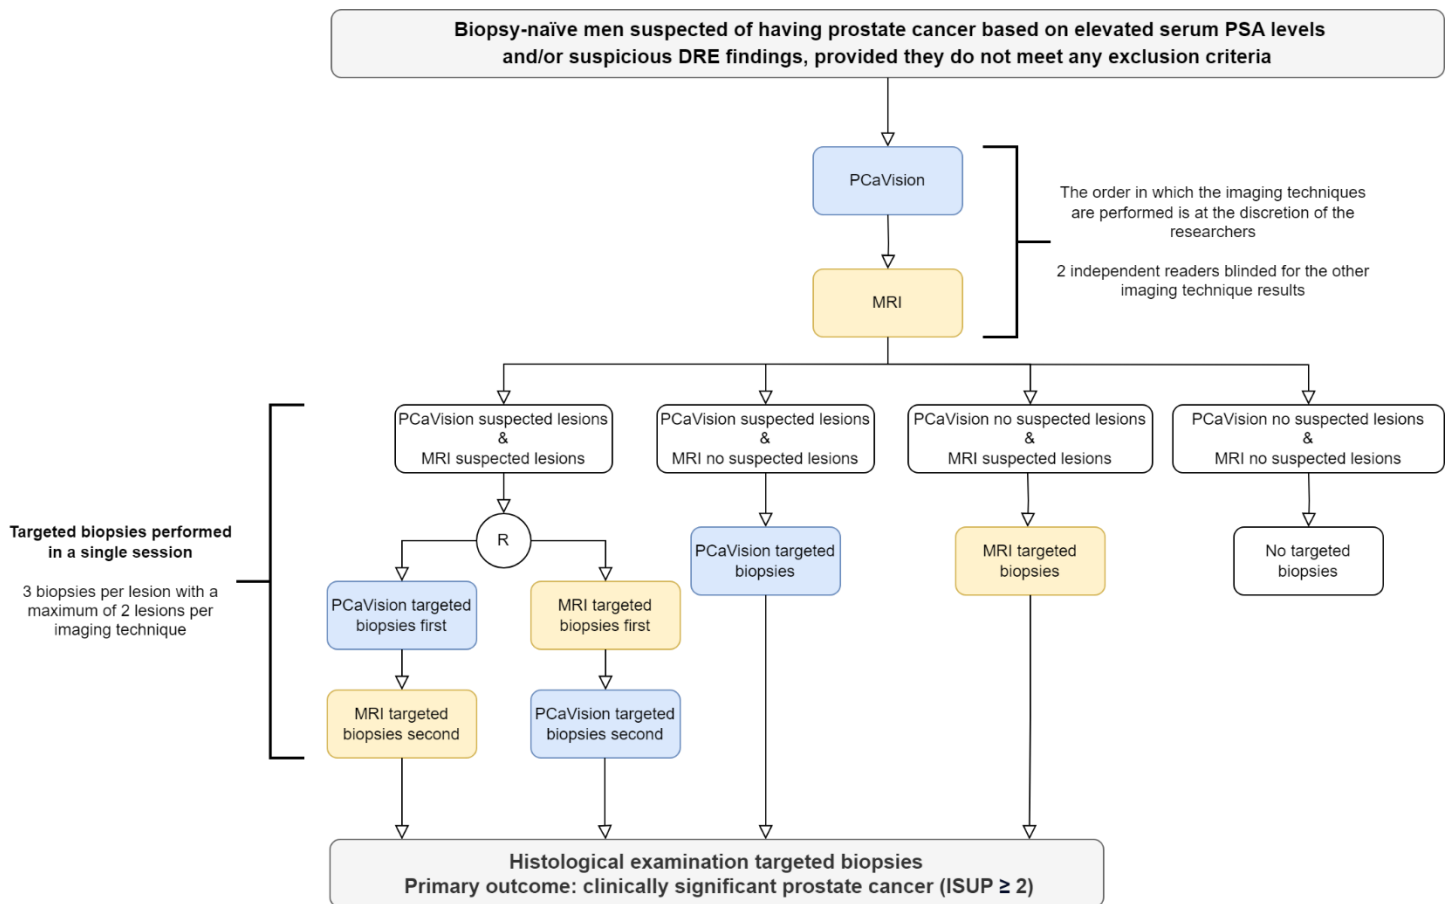 Biopsy-naïve men suspected of having prostate cancer based on elevated serum PSA levels
and/or suspicious DRE findings, provided they do not meet any exclusion criteria
PCaVision
The order in which the imaging techniques
are performed is at the discretion of the
researchers
2 independent readers blinded for the other
imaging technique results
MRI
PCaVision suspected lesions
&
MRI suspected lesions
PCaVision suspected lesions
&
MRI no suspected lesions
PCaVision no suspected lesions
&
MRI suspected lesions
PCaVision no suspected lesions
&
MRI no suspected lesions
Targeted biopsies performed
in a single session
3 biopsies per lesion with a
maximum of 2 lesions per
imaging technique
R
PCaVision targeted
biopsies first
MRI targeted
biopsies first
PCaVision targeted
biopsies
MRI targeted
biopsies
No targeted
biopsies
MRI targeted
biopsies second
PCaVision targeted
biopsies second
Histological examination targeted biopsies
Primary outcome: clinically significant prostate cancer (ISUP ≥ 2)